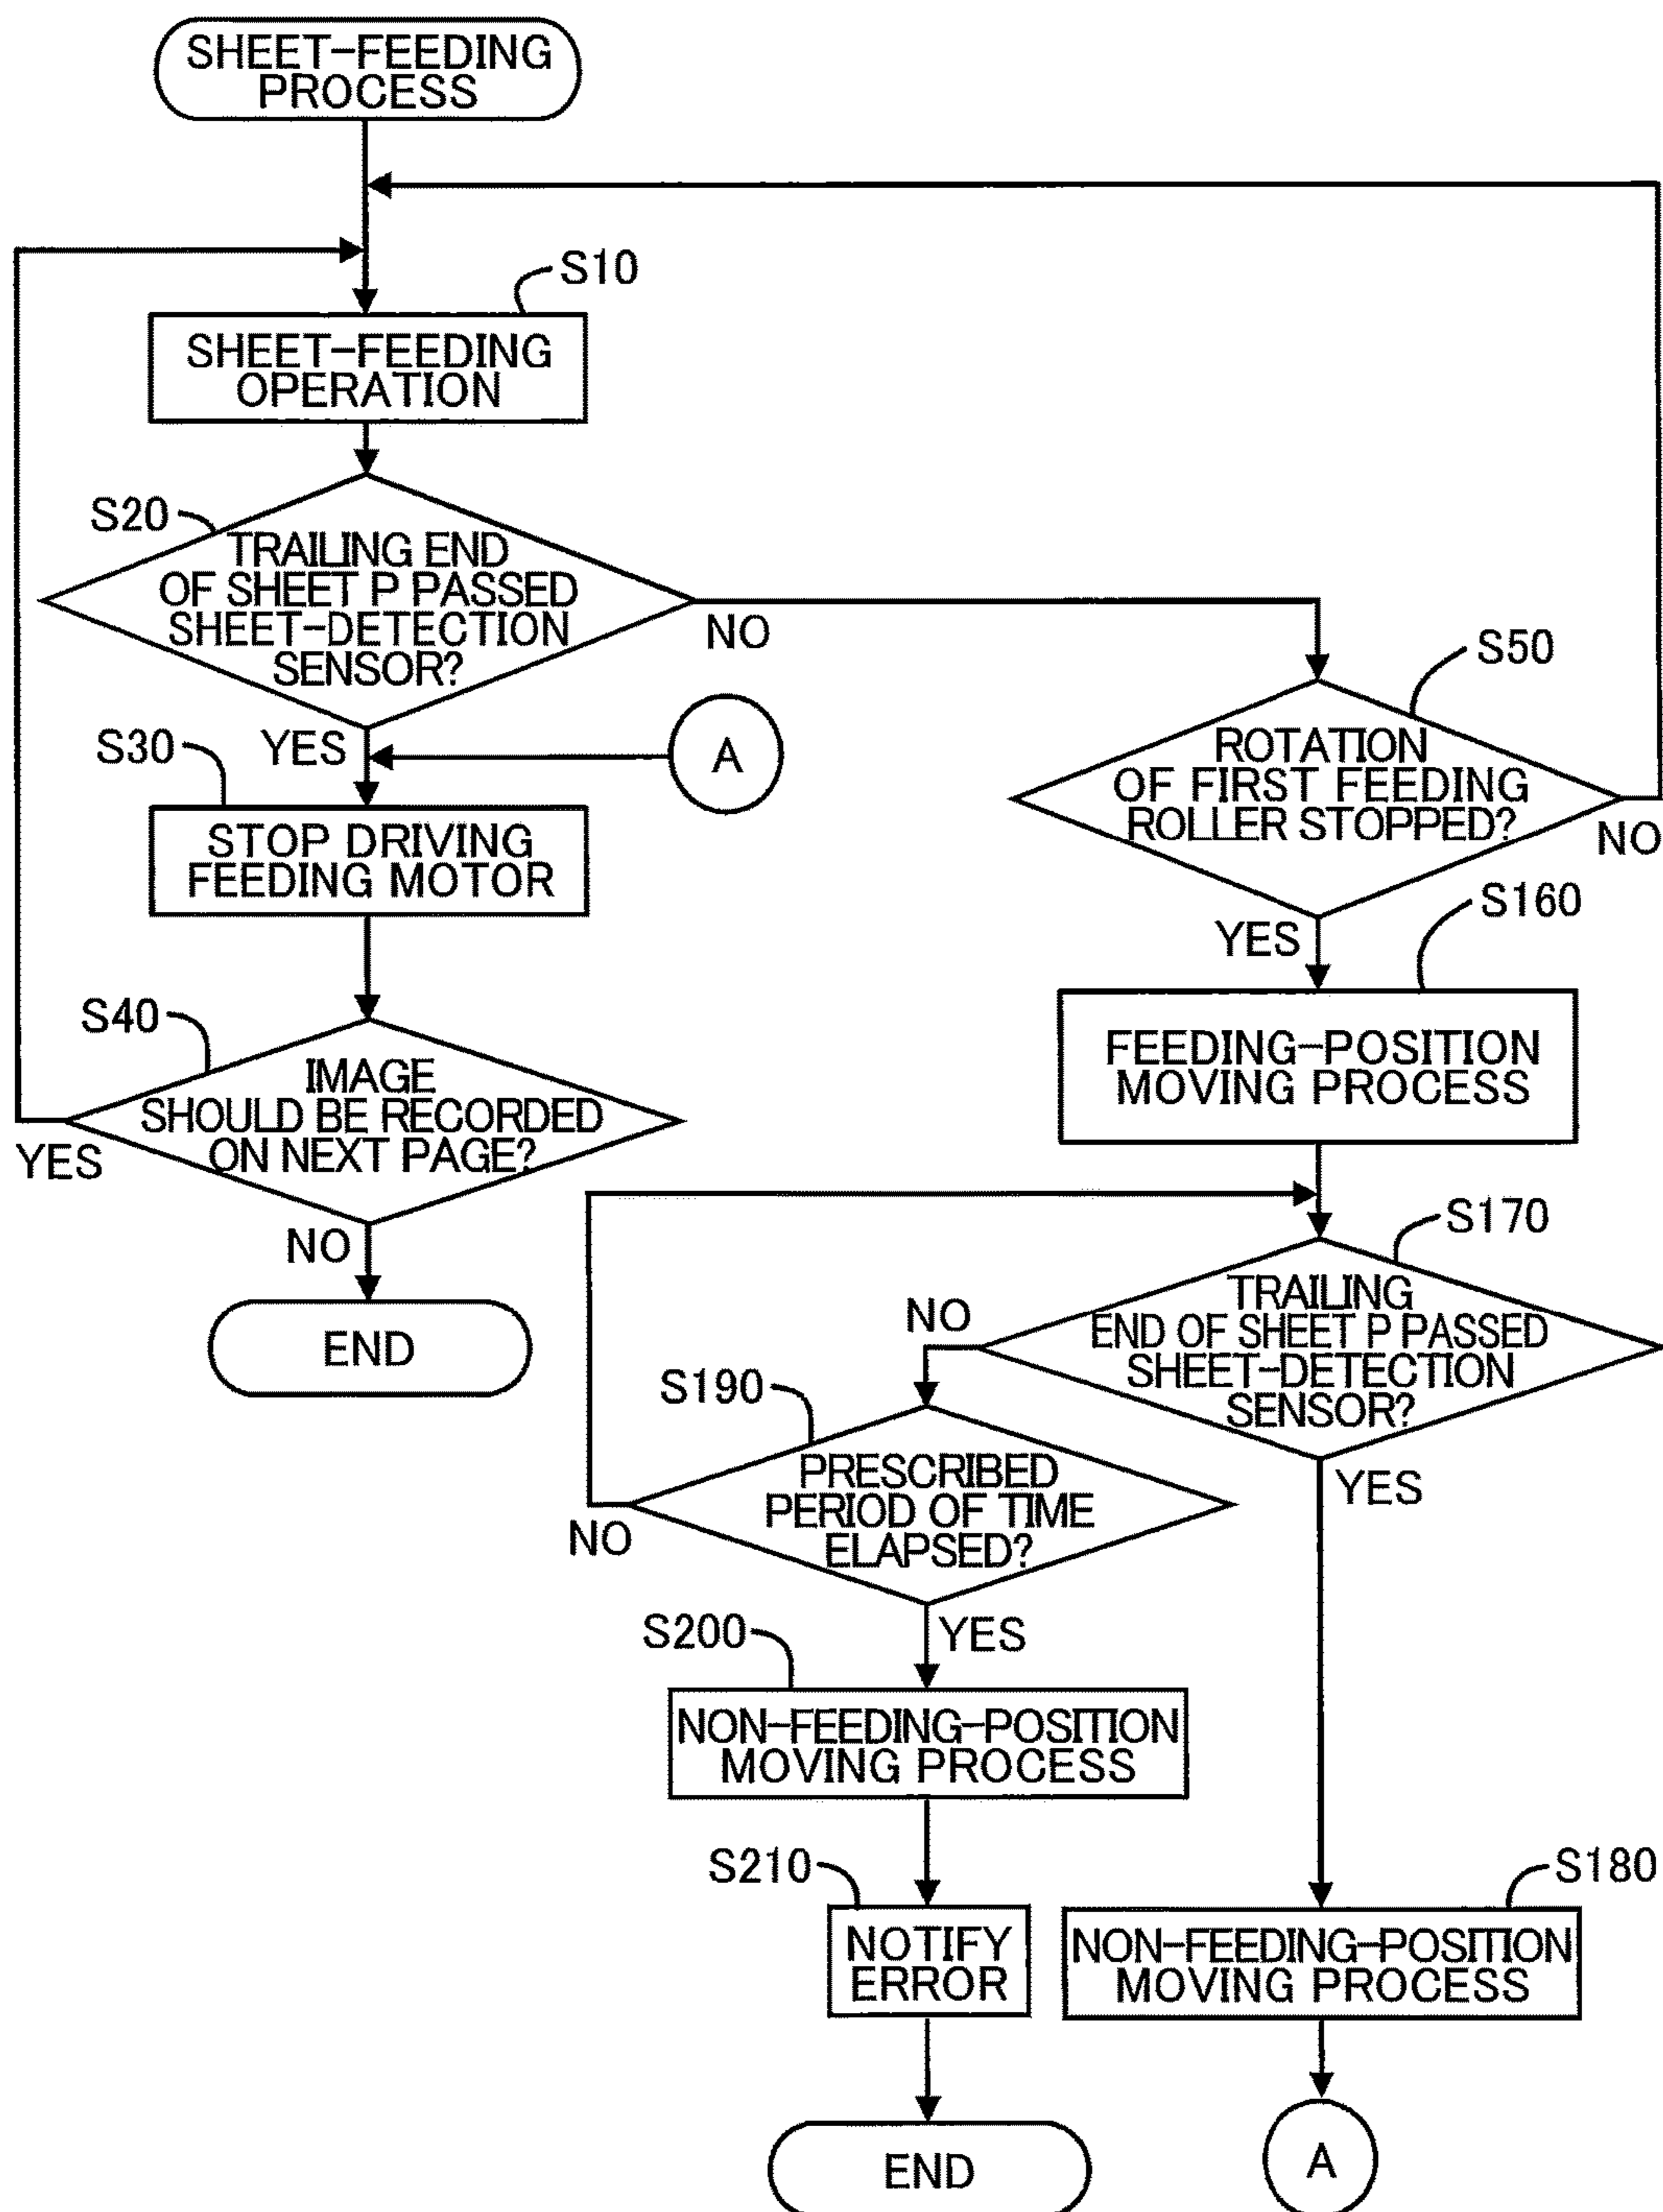 SHEET-FEEDING
PROCESS
S10
SHEET-FEEDING
OPERATION
S20
TRAILING END
OF SHEET P PASSED
SHEET-DETECTION
SENSOR?
NO
YES
A
S30
STOP DRIVING
FEEDING MOTOR
S40
IMAGE
SHOULD BE RECORDED
ON NEXT PAGE?
YES
NO
END
S50
ROTATION
OF FIRST FEEDING
ROLLER STOPPED?
NO
YES
S160
FEEDING-POSITION
MOVING PROCESS
S170
TRAILING
END OF SHEET P PASSED
SHEET-DETECTION
SENSOR?
NO
YES
S190
PRESCRIBED
PERIOD OF TIME
ELAPSED?
NO
YES
S200
NON-FEEDING-POSITION
MOVING PROCESS
S210
NOTIFY
ERROR
END
S180
NON-FEEDING-POSITION
MOVING PROCESS
A